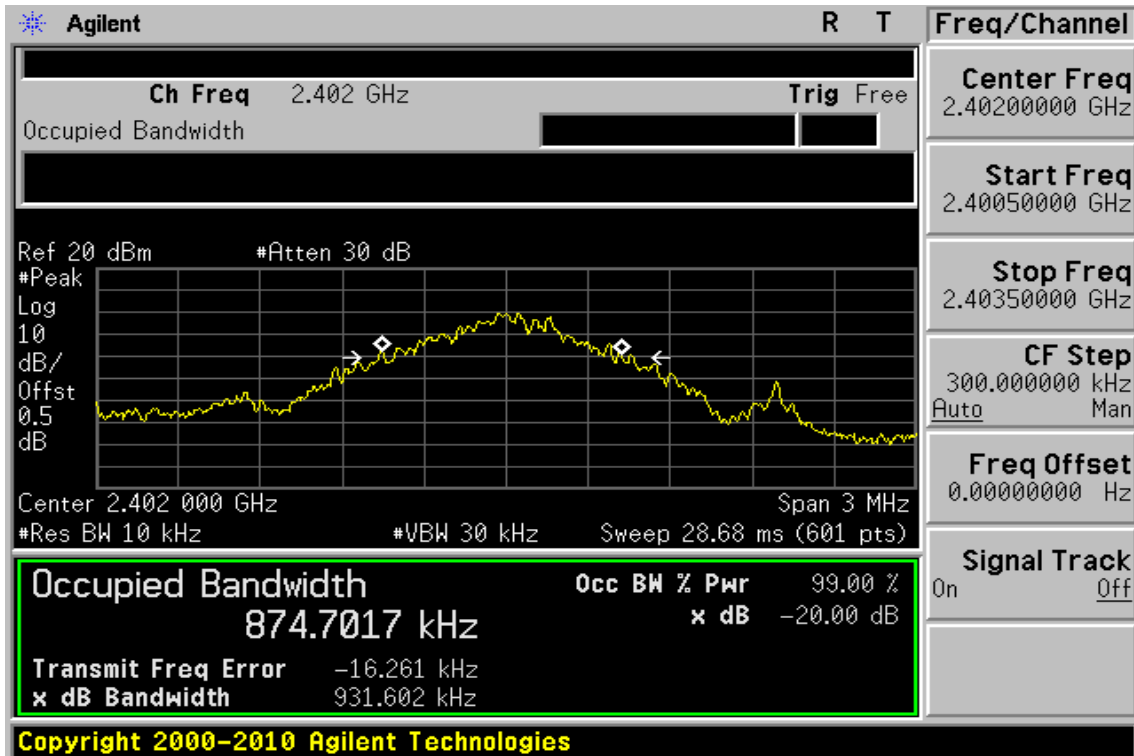 Agilent R T
Ch Freq 2.402 GHz Trig Free
Occupied Bandwidth
Ref 20 dBm #Atten 30 dB
#Peak
Log
10
dB/
Offst
0.5
dB
Center 2.402 000 GHz Span 3 MHz
#Res BW 10 kHz #VBW 30 kHz Sweep 28.68 ms (601 pts)
Occupied Bandwidth Occ BW % Pwr 99.00 %
874.7017 kHz x dB -20.00 dB
Transmit Freq Error -16.261 kHz
x dB Bandwidth 931.602 kHz
Copyright 2000-2010 Agilent Technologies
Freq/Channel
Center Freq
2.40200000 GHz
Start Freq
2.40050000 GHz
Stop Freq
2.40350000 GHz
CF Step
300.000000 kHz
Auto Man
Freq Offset
0.00000000 Hz
Signal Track
On Off